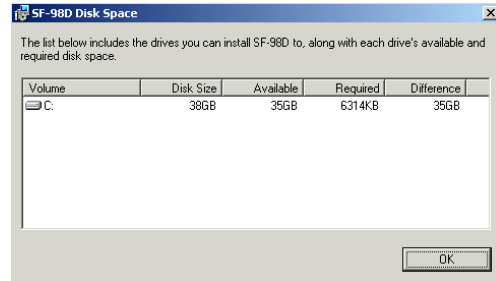 SF-98D Disk Space
The list below includes the drives you can install SF-98D to, along with each drive's available and
required disk space.
Volume Disk Size Available Required Difference
C: 38GB 35GB 6314KB 35GB
OK